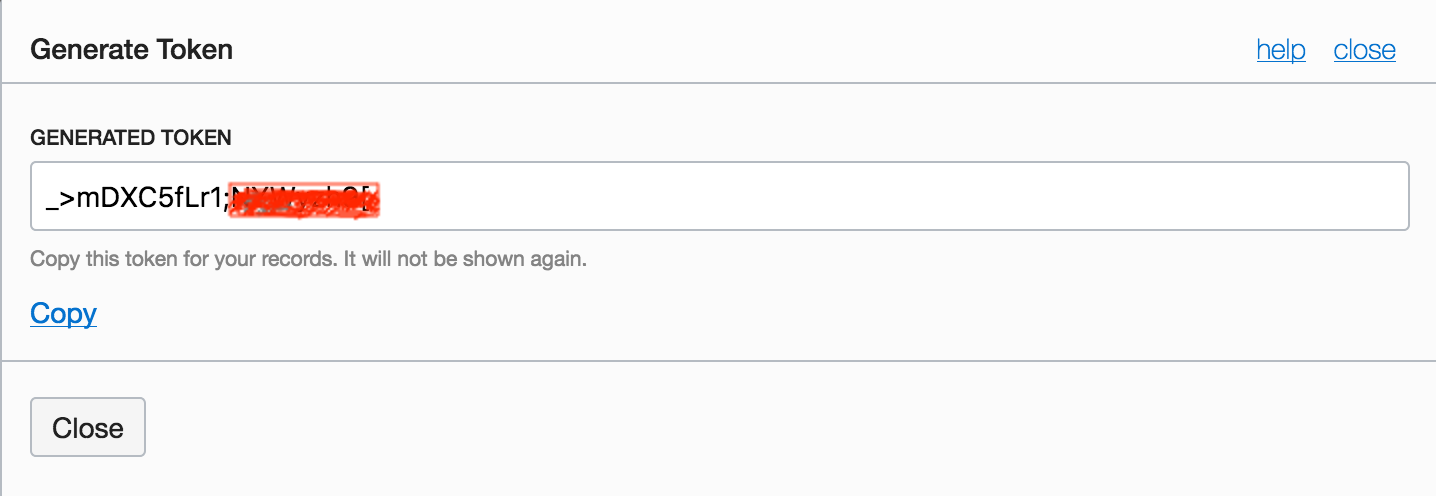 Generate Token
help close
GENERATED TOKEN
_>mDXC5fLr1;
Copy this token for your records. It will not be shown again.
Copy
Close